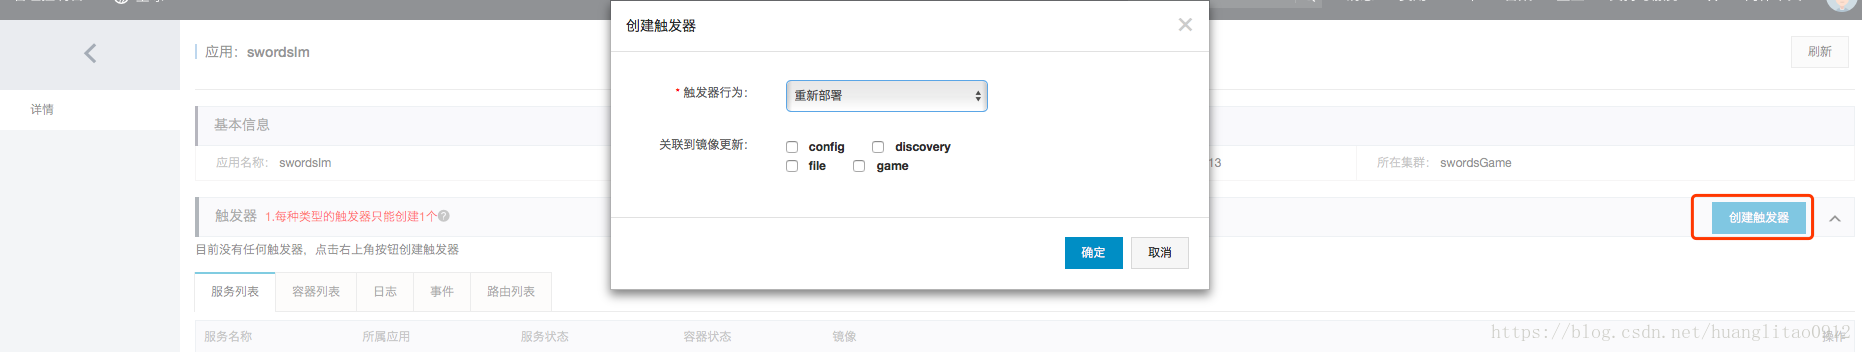 创建触发器
应用：swordslm
刷新
* 触发器行为：
重新部署
详情
基本信息
关联到镜像更新：
config
discovery
file
game
应用名称： swordslm
13
所在集群： swordsGame
触发器 1.每种类型的触发器只能创建1个
创建触发器
目前没有任何触发器，点击右上角按钮创建触发器
确定
取消
服务列表
容器列表
日志
事件
路由列表
服务名称
所属应用
服务状态
容器状态
镜像
操作
https://blog.csdn.net/huanglitao0912